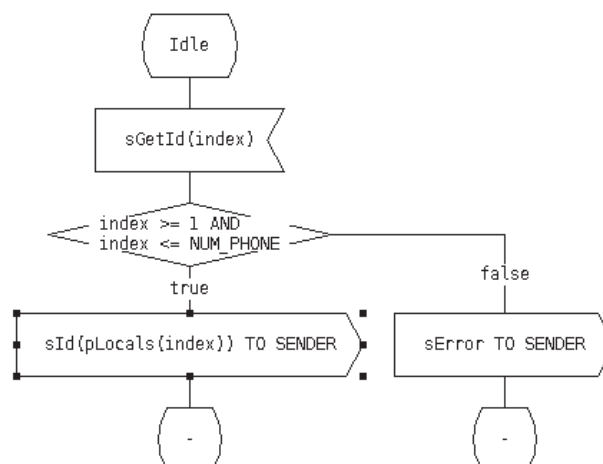 Idle
sGetId(index)
index >= 1 AND
index <= NUM_PHONE
false
true
sId(pLocals(index)) TO SENDER
sError TO SENDER
-
-